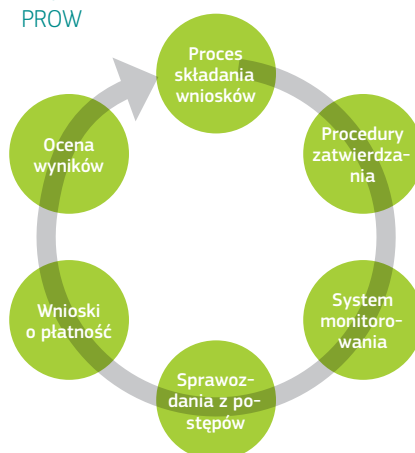 PROW
Proces
składania
wniosków
Procedury
zatwierdza-
nia
System
monitoro-
wania
Sprawoz-
dania z po-
stępów
Wnioski
o płatność
Ocena
wyników